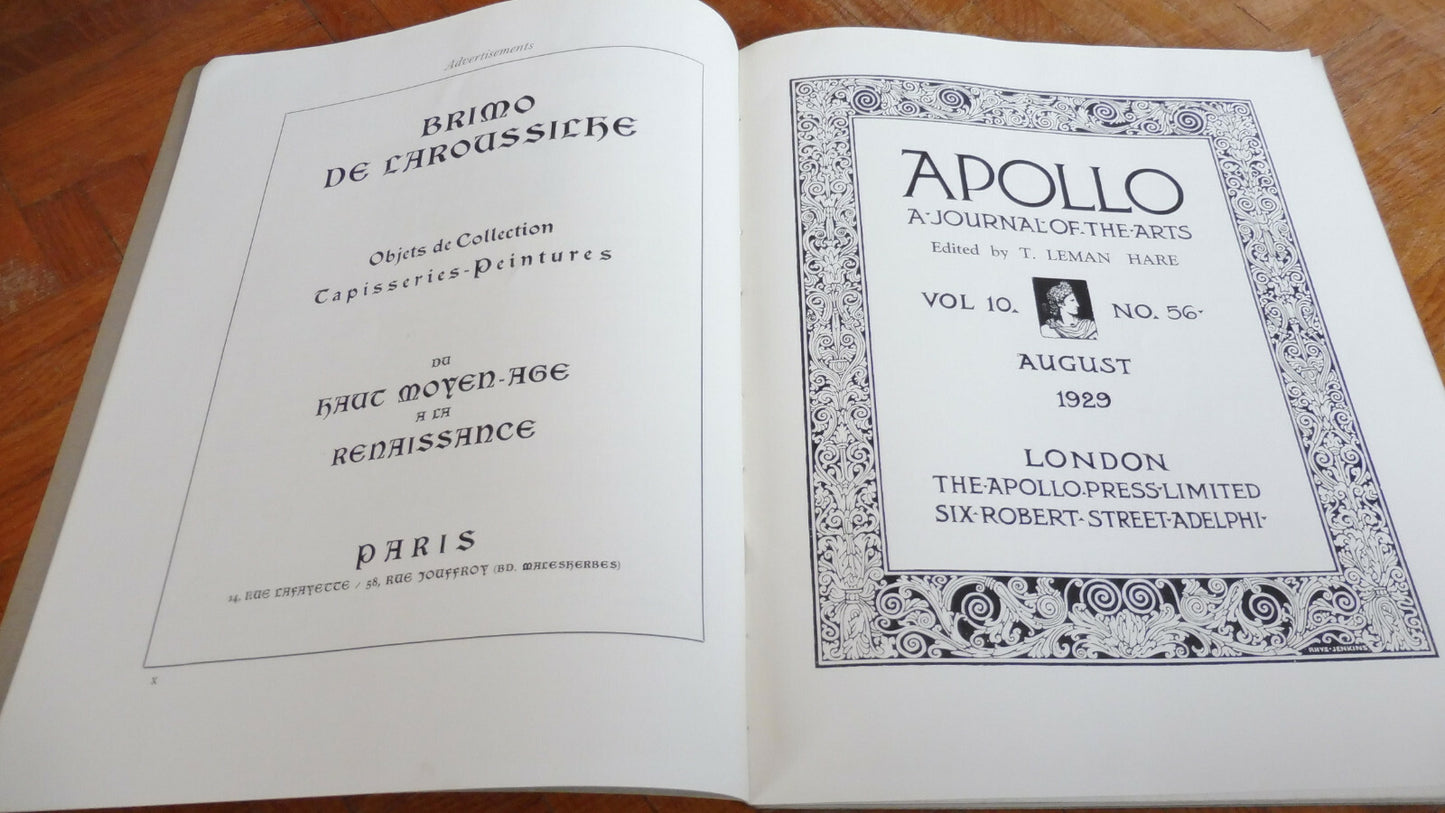 Advertisements
BRIMO
DE LAROUSSILHE
Objets de Collection
Tapisseries-Peintures
DU
HAUT MOYEN-AGE
A LA
RENAISSANCE
PARIS
24, RUE LAFAYETTE / 58, RUE JOUFFROY (BD. MALESHERBES)
x
APOLLO
A·JOURNAL·OF·THE·ARTS
Edited by T. LEMAN HARE
VOL 10. NO. 56·
AUGUST
1929
LONDON
THE·APOLLO·PRESS·LIMITED
SIX·ROBERT·STREET·ADELPHI·
RHYS·JENKINS